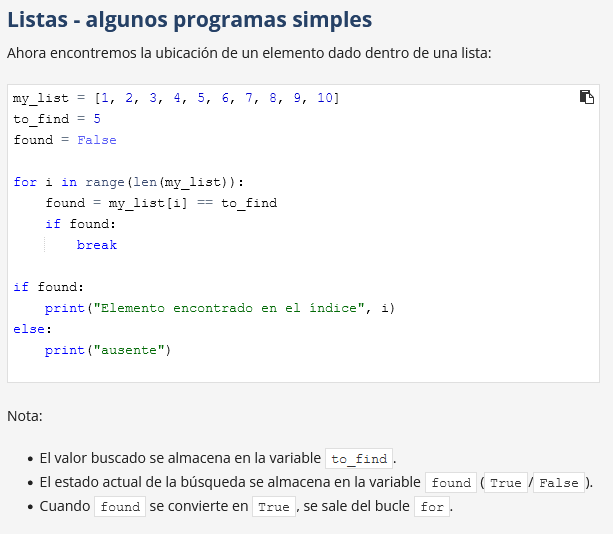 Listas - algunos programas simples
Ahora encontremos la ubicación de un elemento dado dentro de una lista:
my_list = [1, 2, 3, 4, 5, 6, 7, 8, 9, 10]
to_find = 5
found = False

for i in range(len(my_list)):
    found = my_list[i] == to_find
    if found:
        break

if found:
    print("Elemento encontrado en el índice", i)
else:
    print("ausente")

Nota:
• El valor buscado se almacena en la variable to_find.
• El estado actual de la búsqueda se almacena en la variable found (True/False).
• Cuando found se convierte en True, se sale del bucle for.